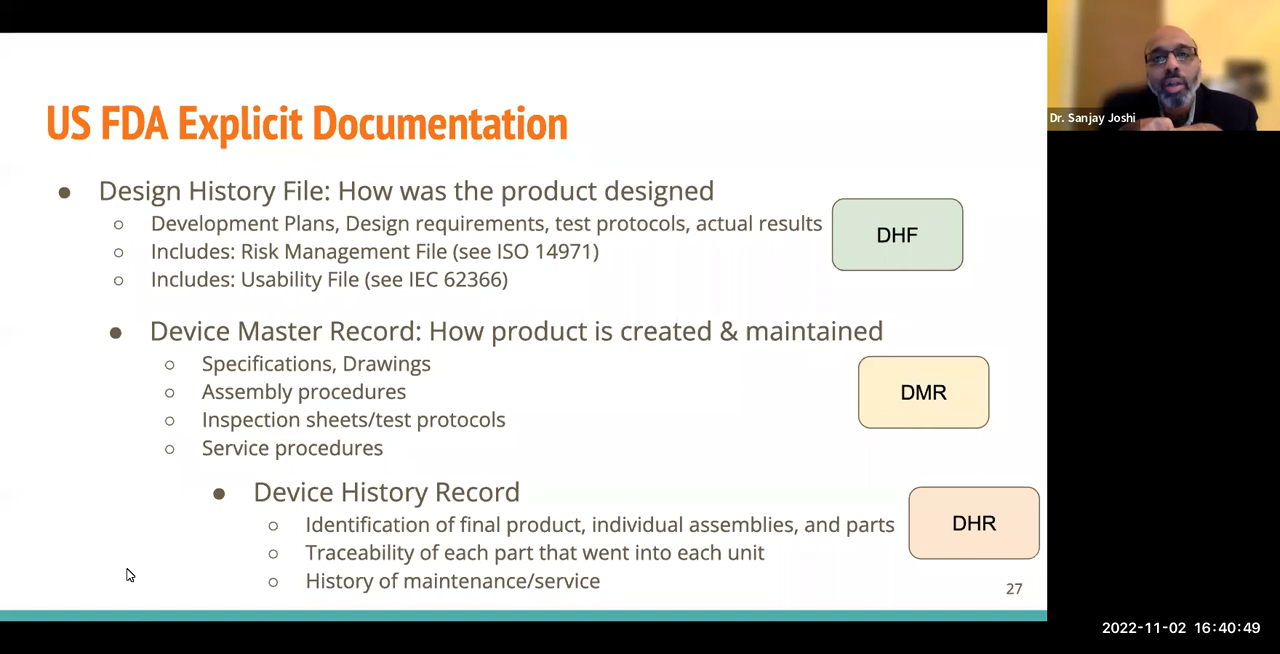 US FDA Explicit Documentation
Dr. Sanjay Joshi
● Design History File: How was the product designed
○ Development Plans, Design requirements, test protocols, actual results
○ Includes: Risk Management File (see ISO 14971)
○ Includes: Usability File (see IEC 62366)
DHF
● Device Master Record: How product is created & maintained
○ Specifications, Drawings
○ Assembly procedures
○ Inspection sheets/test protocols
○ Service procedures
DMR
● Device History Record
○ Identification of final product, individual assemblies, and parts
○ Traceability of each part that went into each unit
○ History of maintenance/service
DHR
27
2022-11-02 16:40:49